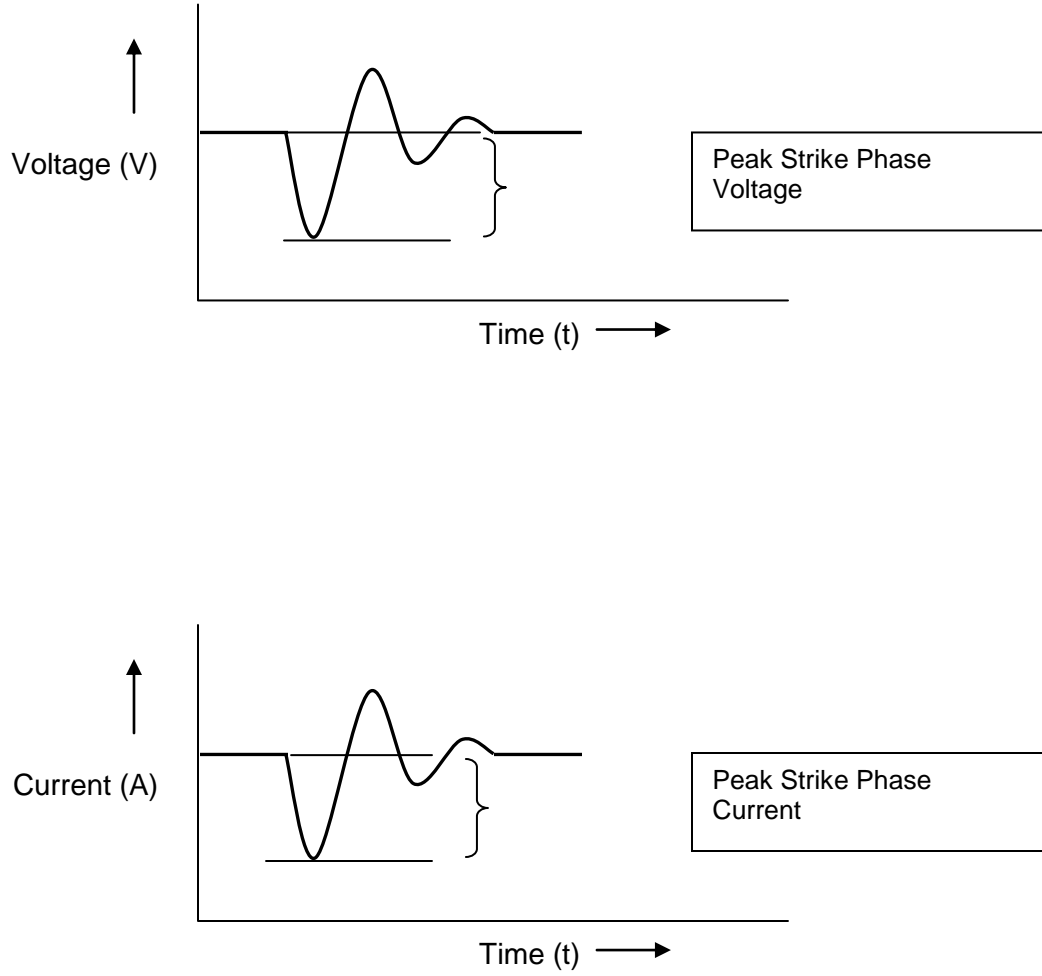 Voltage (V)
Peak Strike Phase
Voltage
Time (t)
Current (A)
Peak Strike Phase
Current
Time (t)